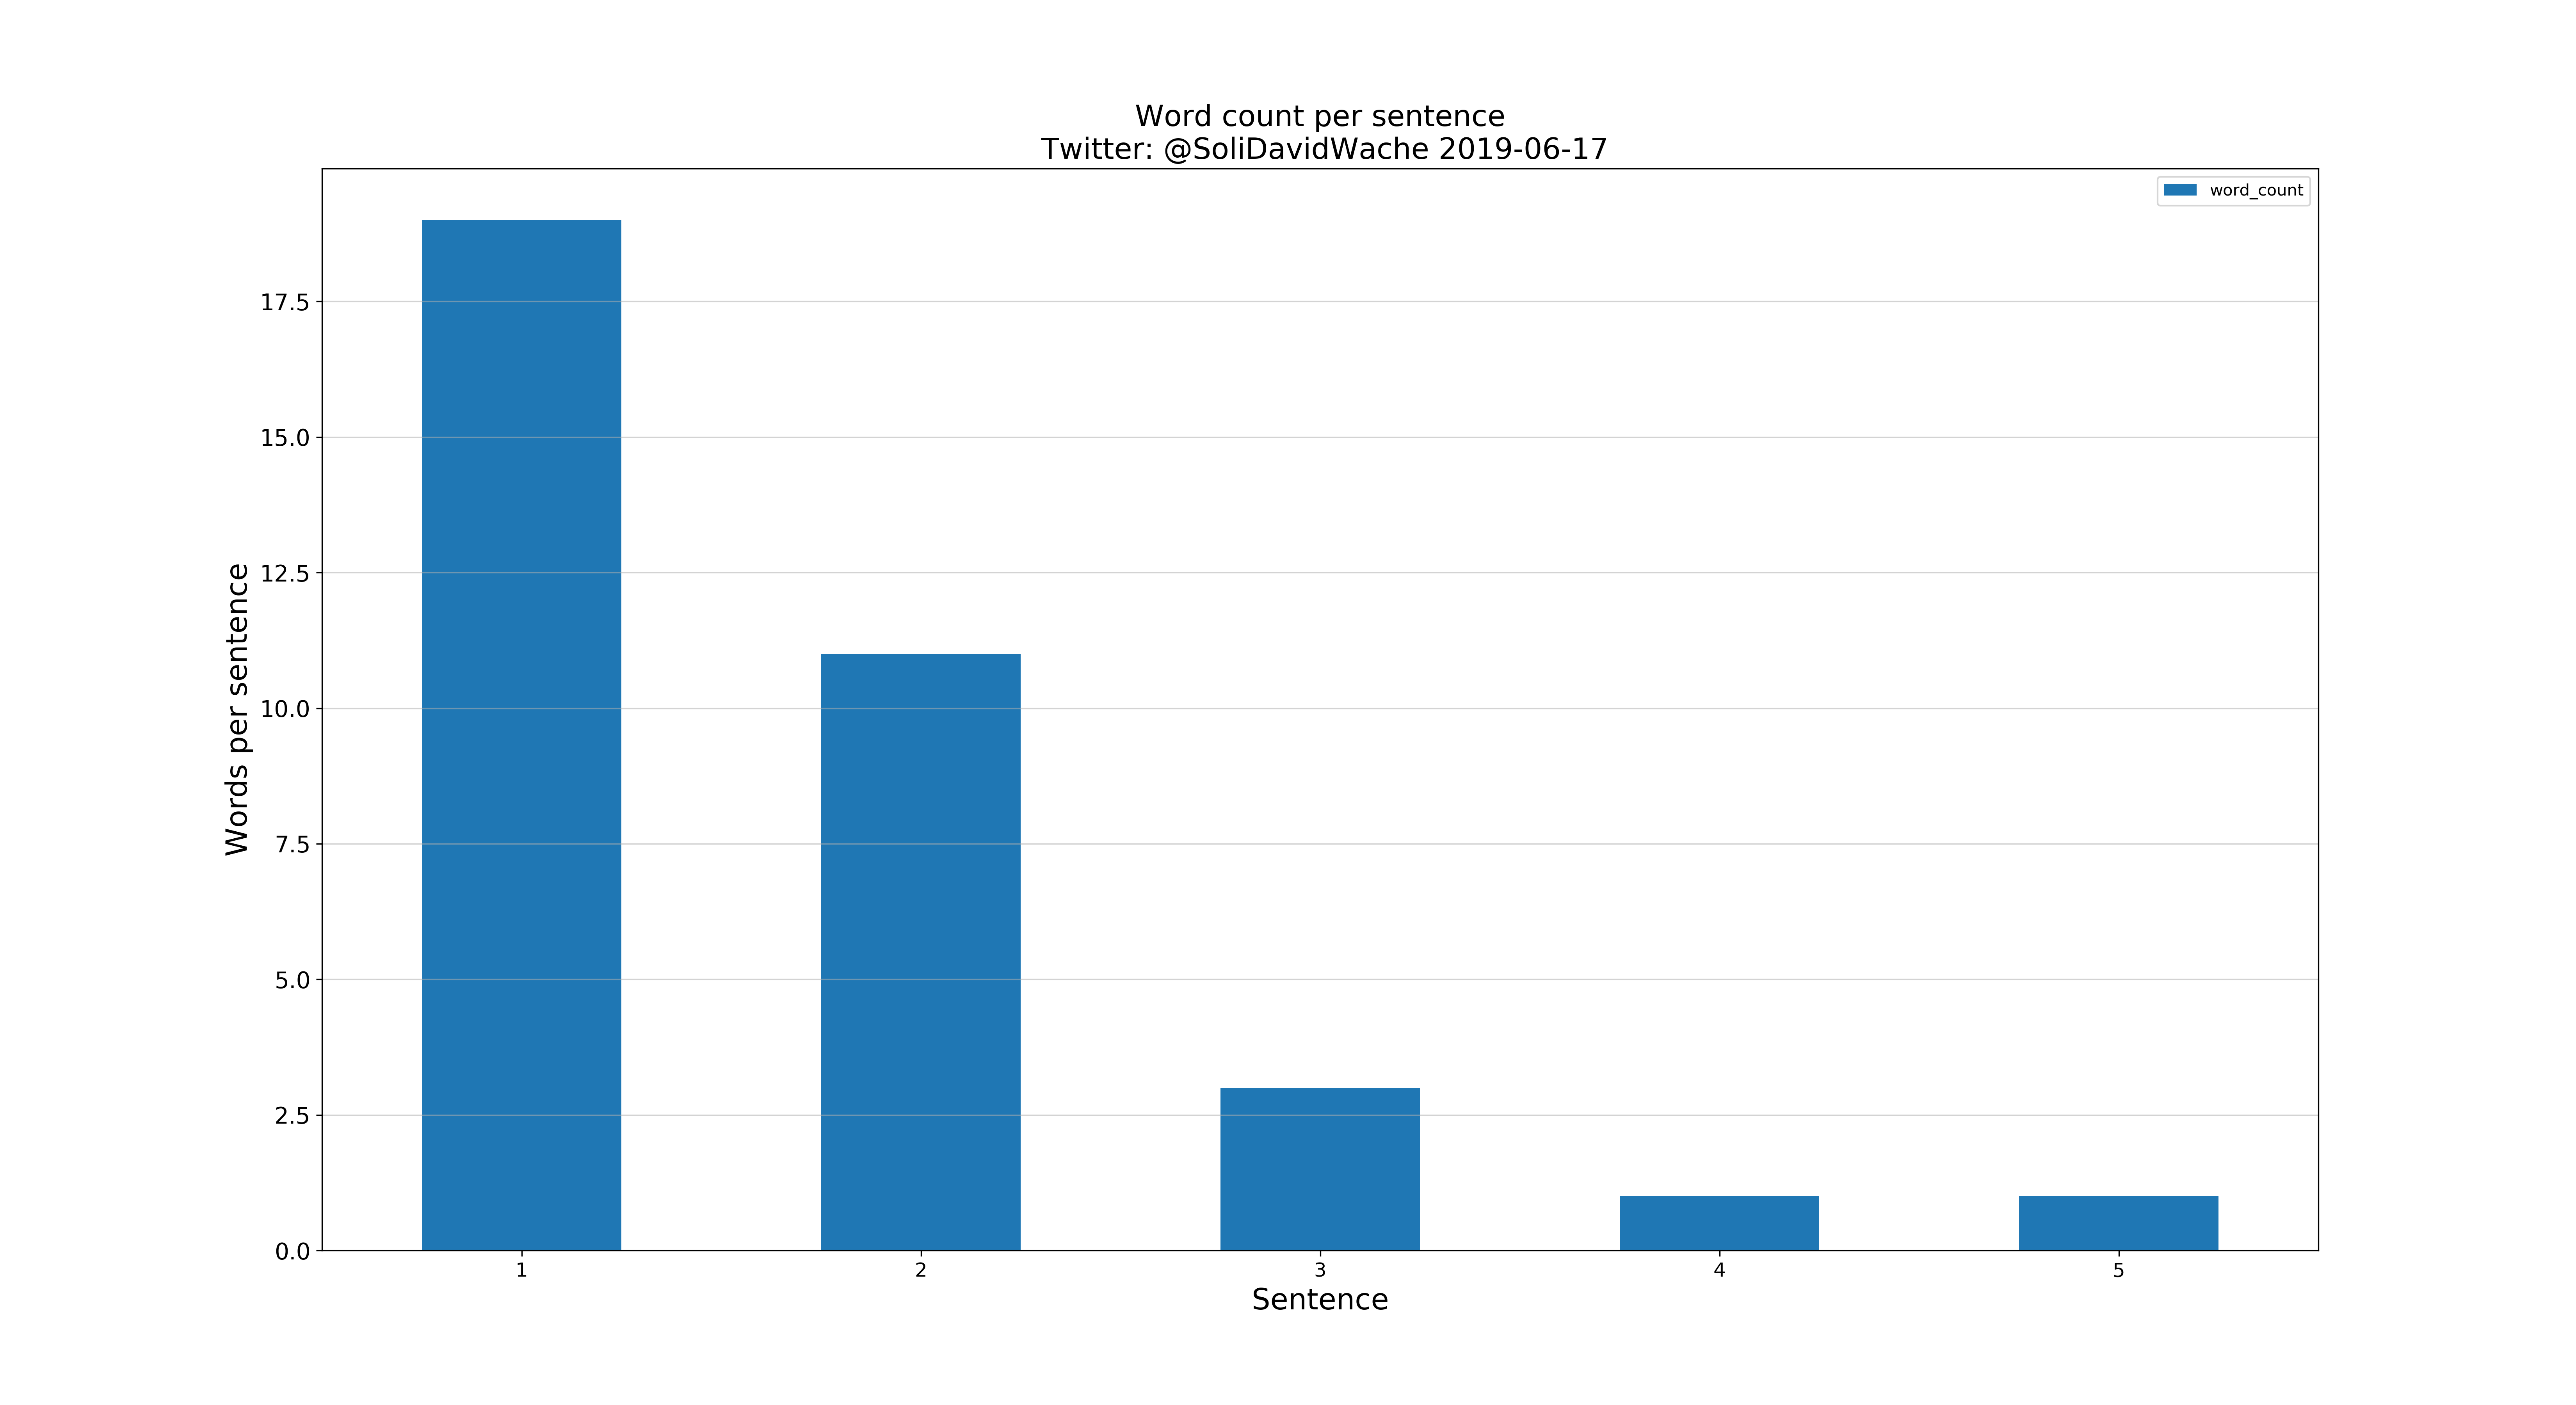 Word count per sentence
Twitter: @SoliDavidWache 2019-06-17
word_count
Words per sentence
17.5
15.0
12.5
10.0
7.5
5.0
2.5
0.0
1 2 3 4 5
Sentence